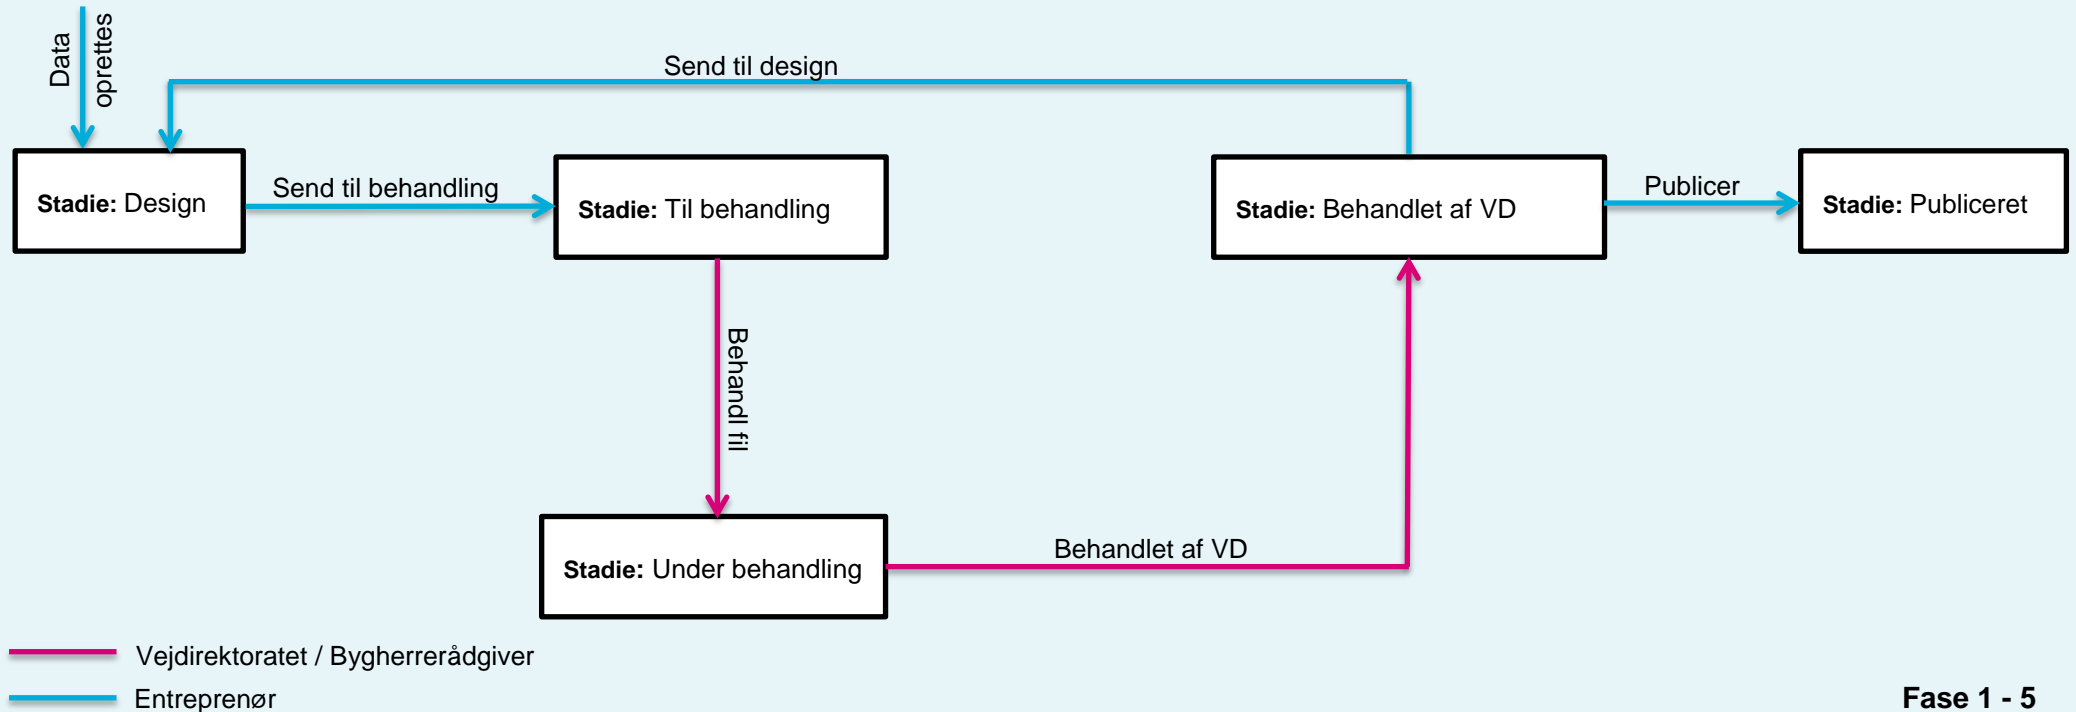 Data
oprettes
Send til design
Stadie: Design
Send til behandling
Stadie: Til behandling
Stadie: Behandlet af VD
Publicer
Stadie: Publiceret
Behandl fil
Stadie: Under behandling
Behandlet af VD
Vejdirektoratet / Bygherrerådgiver
Entreprenør
Fase 1 - 5